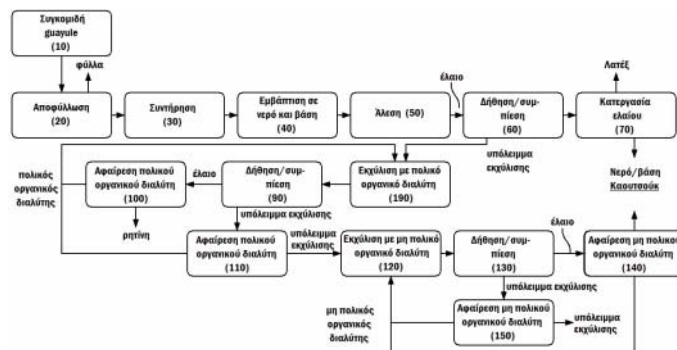 Συγκομιδή
guayule
(10)
φύλλα
Αποφύλλωση
(20)
Συντήρηση
(30)
Εμβάπτιση σε
νερό και βάση
(40)
Άλεση (50)
έλαιο
Δήθηση/συμ-
πίεση
(60)
Λατέξ
Κατεργασία
ελαίου
(70)
υπόλειμμα
εκχύλισης
Νερό/βάση
Καουτσούκ
πολικός
οργανικός
διαλύτης
Αφαίρεση πολικού
οργανικού διαλύτη
(100)
έλαιο
Δήθηση/συμ-
πίεση
(90)
Εκχύλιση με πολικό
οργανικό διαλύτη
(190)
ρητίνη
υπόλειμμα εκχύλισης
Αφαίρεση πολικού
οργανικού διαλύτη
(110)
υπόλειμμα
εκχύλισης
Εκχύλιση με μη πολικό
οργανικό διαλύτη
(120)
Δήθηση/συμ-
πίεση
(130)
έλαιο
Αφαίρεση μη πολικού
οργανικού διαλύτη
(140)
υπόλειμμα εκχύλισης
μη πολικός
οργανικός
διαλύτης
Αφαίρεση μη πολικού
οργανικού διαλύτη
(150)
υπόλειμμα
εκχύλισης